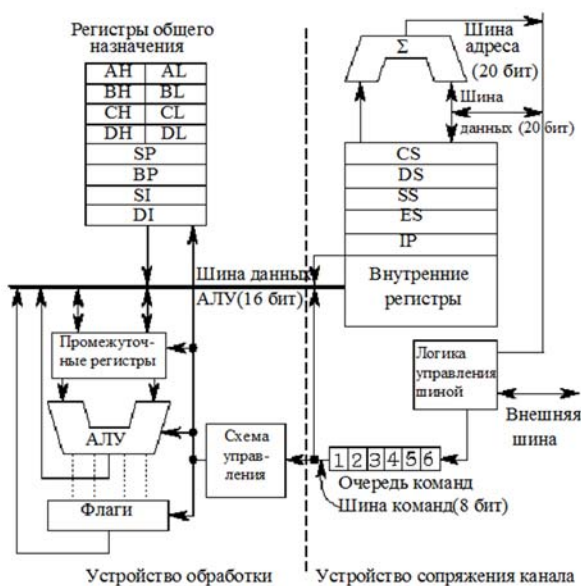 Регистры общего
назначения
AH AL
BH BL
CH CL
DH DL
SP
BP
SI
DI
Σ
Шина
адреса
(20 бит)
Шина
данных (20 бит)
CS
DS
SS
ES
IP
Внутренние
регистры
Шина данных
АЛУ(16 бит)
Промежуточ-
ные регистры
АЛУ
Флаги
Схема
управ-
ления
Логика
управления
шиной
Внешняя
шина
1 2 3 4 5 6
Очередь команд
Шина команд(8 бит)
Устройство обработки
Устройство сопряжения канала